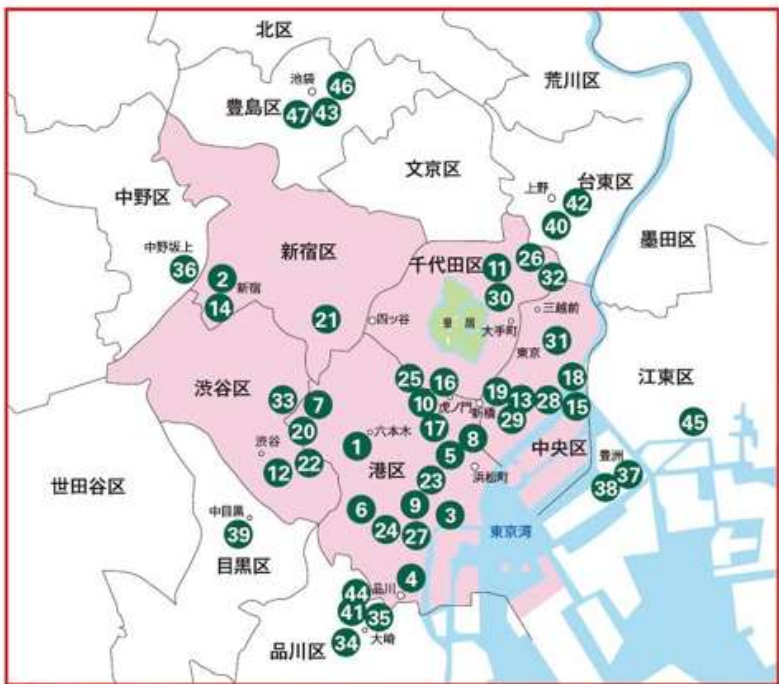 北区
荒川区
池袋
46
豊島区
47
43
文京区
上野
台東区
42
40
中野区
墨田区
中野坂上
36
2
新宿
14
新宿区
千代田区
11
26
32
30
三越前
21
四ツ谷
皇居
大手町
東京
31
渋谷区
33
7
25
16
10
虎ノ門
19
新橋
13
28
18
15
29
江東区
45
20
渋谷
12
22
1
六本木
17
8
5
港区
中央区
浜松町
豊洲
37
38
世田谷区
23
6
9
3
24
27
中目黒
39
目黒区
東京湾
4
44
品川
41
35
34
大崎
品川区